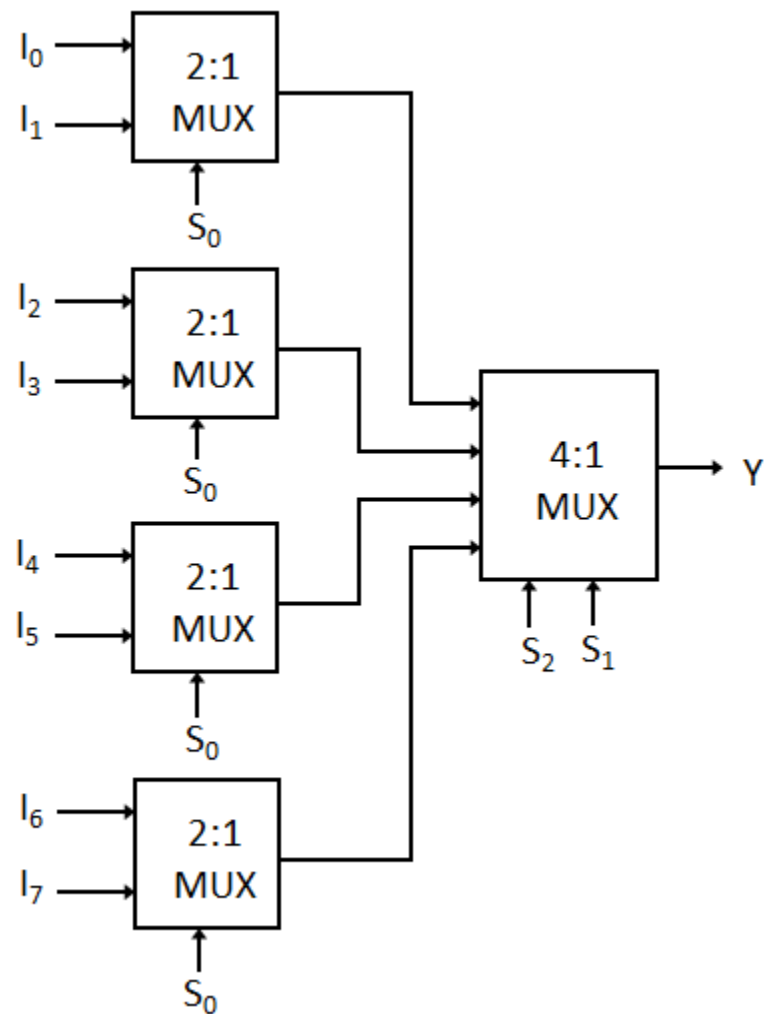 I₀
2:1
I₁
MUX
S₀
I₂
2:1
I₃
MUX
S₀
4:1
Y
MUX
I₄
2:1
I₅
MUX
S₂ S₁
S₀
I₆
2:1
I₇
MUX
S₀